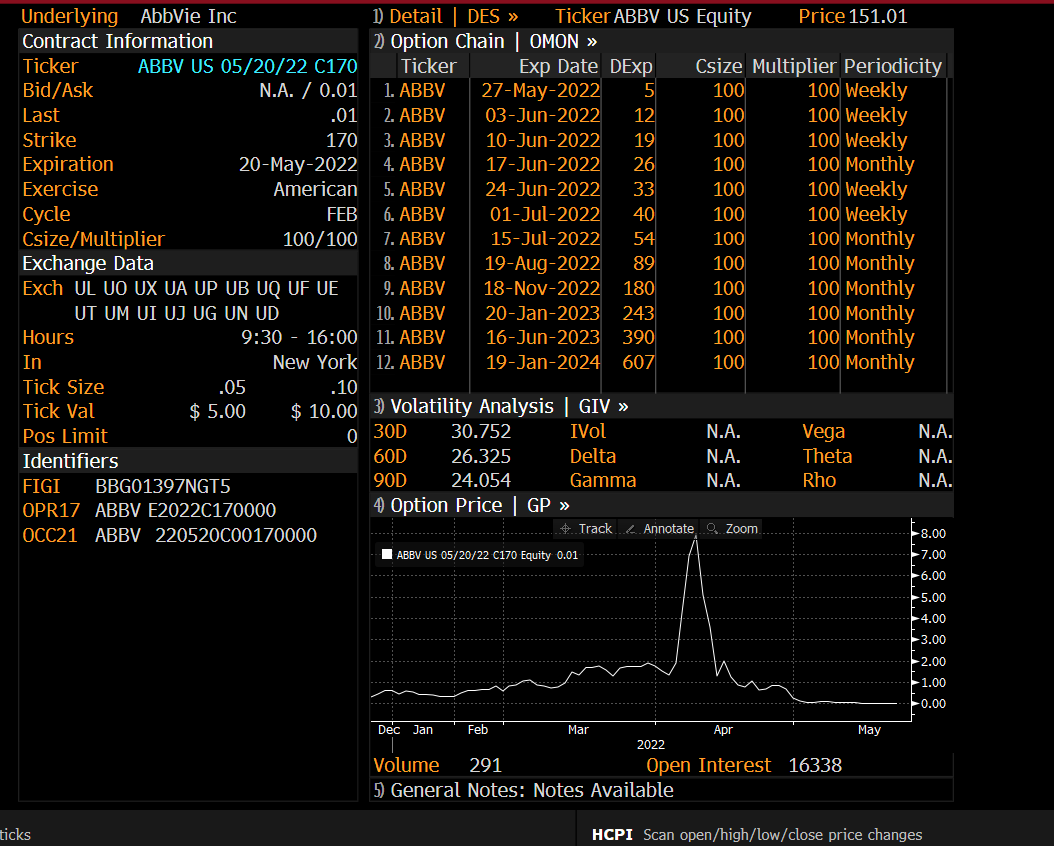 Underlying AbbVie Inc 1) Detail | DES » Ticker ABBV US Equity Price 151.01
Contract Information
Ticker ABBV US 05/20/22 C170
Bid/Ask N.A. / 0.01
Last .01
Strike 170
Expiration 20-May-2022
Exercise American
Cycle FEB
Csize/Multiplier 100/100
Exchange Data
Exch UL UO UX UA UP UB UQ UF UE
UT UM UI UJ UG UN UD
Hours 9:30 - 16:00
In New York
Tick Size .05 .10
Tick Val $ 5.00 $ 10.00
Pos Limit 0
Identifiers
FIGI BBG01397NGT5
OPR17 ABBV E2022C170000
OCC21 ABBV 220520C00170000
2) Option Chain | OMON »
Ticker Exp Date DExp Csize Multiplier Periodicity
1. ABBV 27-May-2022 5 100 100 Weekly
2. ABBV 03-Jun-2022 12 100 100 Weekly
3. ABBV 10-Jun-2022 19 100 100 Weekly
4. ABBV 17-Jun-2022 26 100 100 Monthly
5. ABBV 24-Jun-2022 33 100 100 Weekly
6. ABBV 01-Jul-2022 40 100 100 Weekly
7. ABBV 15-Jul-2022 54 100 100 Monthly
8. ABBV 19-Aug-2022 89 100 100 Monthly
9. ABBV 18-Nov-2022 180 100 100 Monthly
10. ABBV 20-Jan-2023 243 100 100 Monthly
11. ABBV 16-Jun-2023 390 100 100 Monthly
12. ABBV 19-Jan-2024 607 100 100 Monthly
3) Volatility Analysis | GIV »
30D 30.752 IVol N.A. Vega N.A.
60D 26.325 Delta N.A. Theta N.A.
90D 24.054 Gamma N.A. Rho N.A.
4) Option Price | GP »
Track Annotate Zoom
ABBV US 05/20/22 C170 Equity 0.01
8.00
7.00
6.00
5.00
4.00
3.00
2.00
1.00
0.00
Dec Jan Feb Mar Apr May
2022
Volume 291 Open Interest 16338
5) General Notes: Notes Available
ticks HCPI Scan open/high/low/close price changes